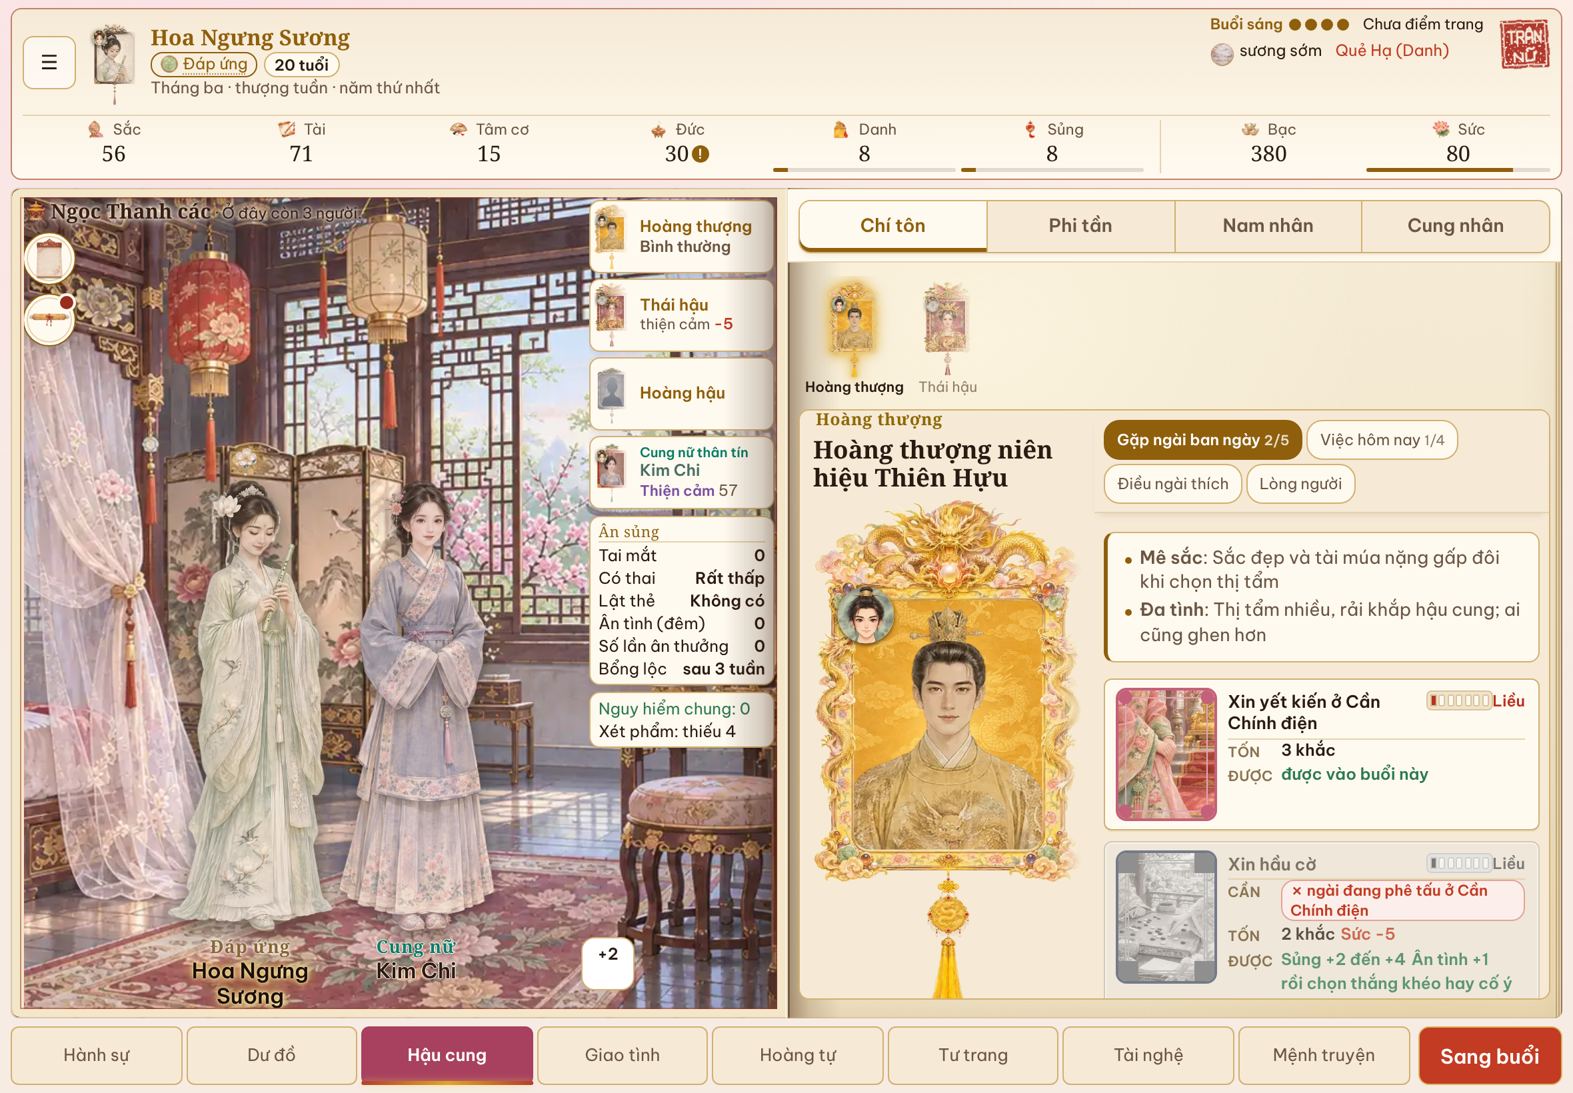 Hoa Ngưng Sương
Đáp ứng
20 tuổi
Tháng ba · thượng tuần · năm thứ nhất
Buổi sáng
Chưa điểm trang
sương sớm
Quẻ Hạ (Danh)
TRÂN NỮ
Sắc
56
Tài
71
Tâm cơ
15
Đức
30 !
Danh
8
Sủng
8
Bạc
380
Sức
80
Ngọc Thanh các · Ở đây còn 3 người.
Hoàng thượng
Bình thường
Thái hậu
thiện cảm -5
Hoàng hậu
Cung nữ thân tín
Kim Chi
Thiện cảm 57
Ân sủng
Tai mắt 0
Có thai Rất thấp
Lật thẻ Không có
Ân tình (đêm) 0
Số lần ân thưởng 0
Bổng lộc sau 3 tuần
Nguy hiểm chung: 0
Xét phẩm: thiếu 4
Đáp ứng
Hoa Ngưng
Sương
Cung nữ
Kim Chi
+2
Chí tôn
Phi tần
Nam nhân
Cung nhân
Hoàng thượng
Thái hậu
Hoàng thượng
Hoàng thượng niên
hiệu Thiên Hựu
Gặp ngài ban ngày 2/5
Việc hôm nay 1/4
Điều ngài thích
Lòng người
• Mê sắc: Sắc đẹp và tài múa nặng gấp đôi
khi chọn thị tẩm
• Đa tình: Thị tẩm nhiều, rải khắp hậu cung; ai
cũng ghen hơn
Xin yết kiến ở Cần
Chính điện
Liều
TỐN 3 khắc
ĐƯỢC được vào buổi này
Xin hầu cờ
Liều
CẦN × ngài đang phê tấu ở Cần
Chính điện
TỐN 2 khắc Sức -5
ĐƯỢC Sủng +2 đến +4 Ân tình +1
rồi chọn thắng khéo hay cố ý
Hành sự
Dư đồ
Hậu cung
Giao tình
Hoàng tự
Tư trang
Tài nghệ
Mệnh truyện
Sang buổi